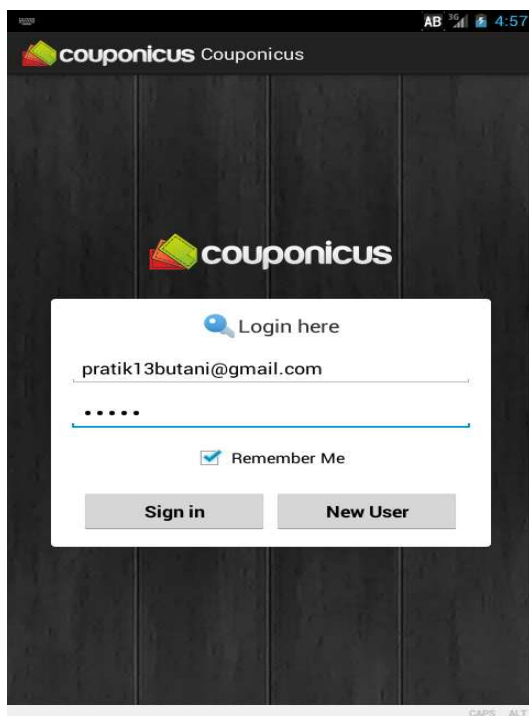 AB 3G 4:57
couponicus Couponicus
couponicus
Login here
pratik13butani@gmail.com
•••••
Remember Me
Sign in New User
CAPS ALT